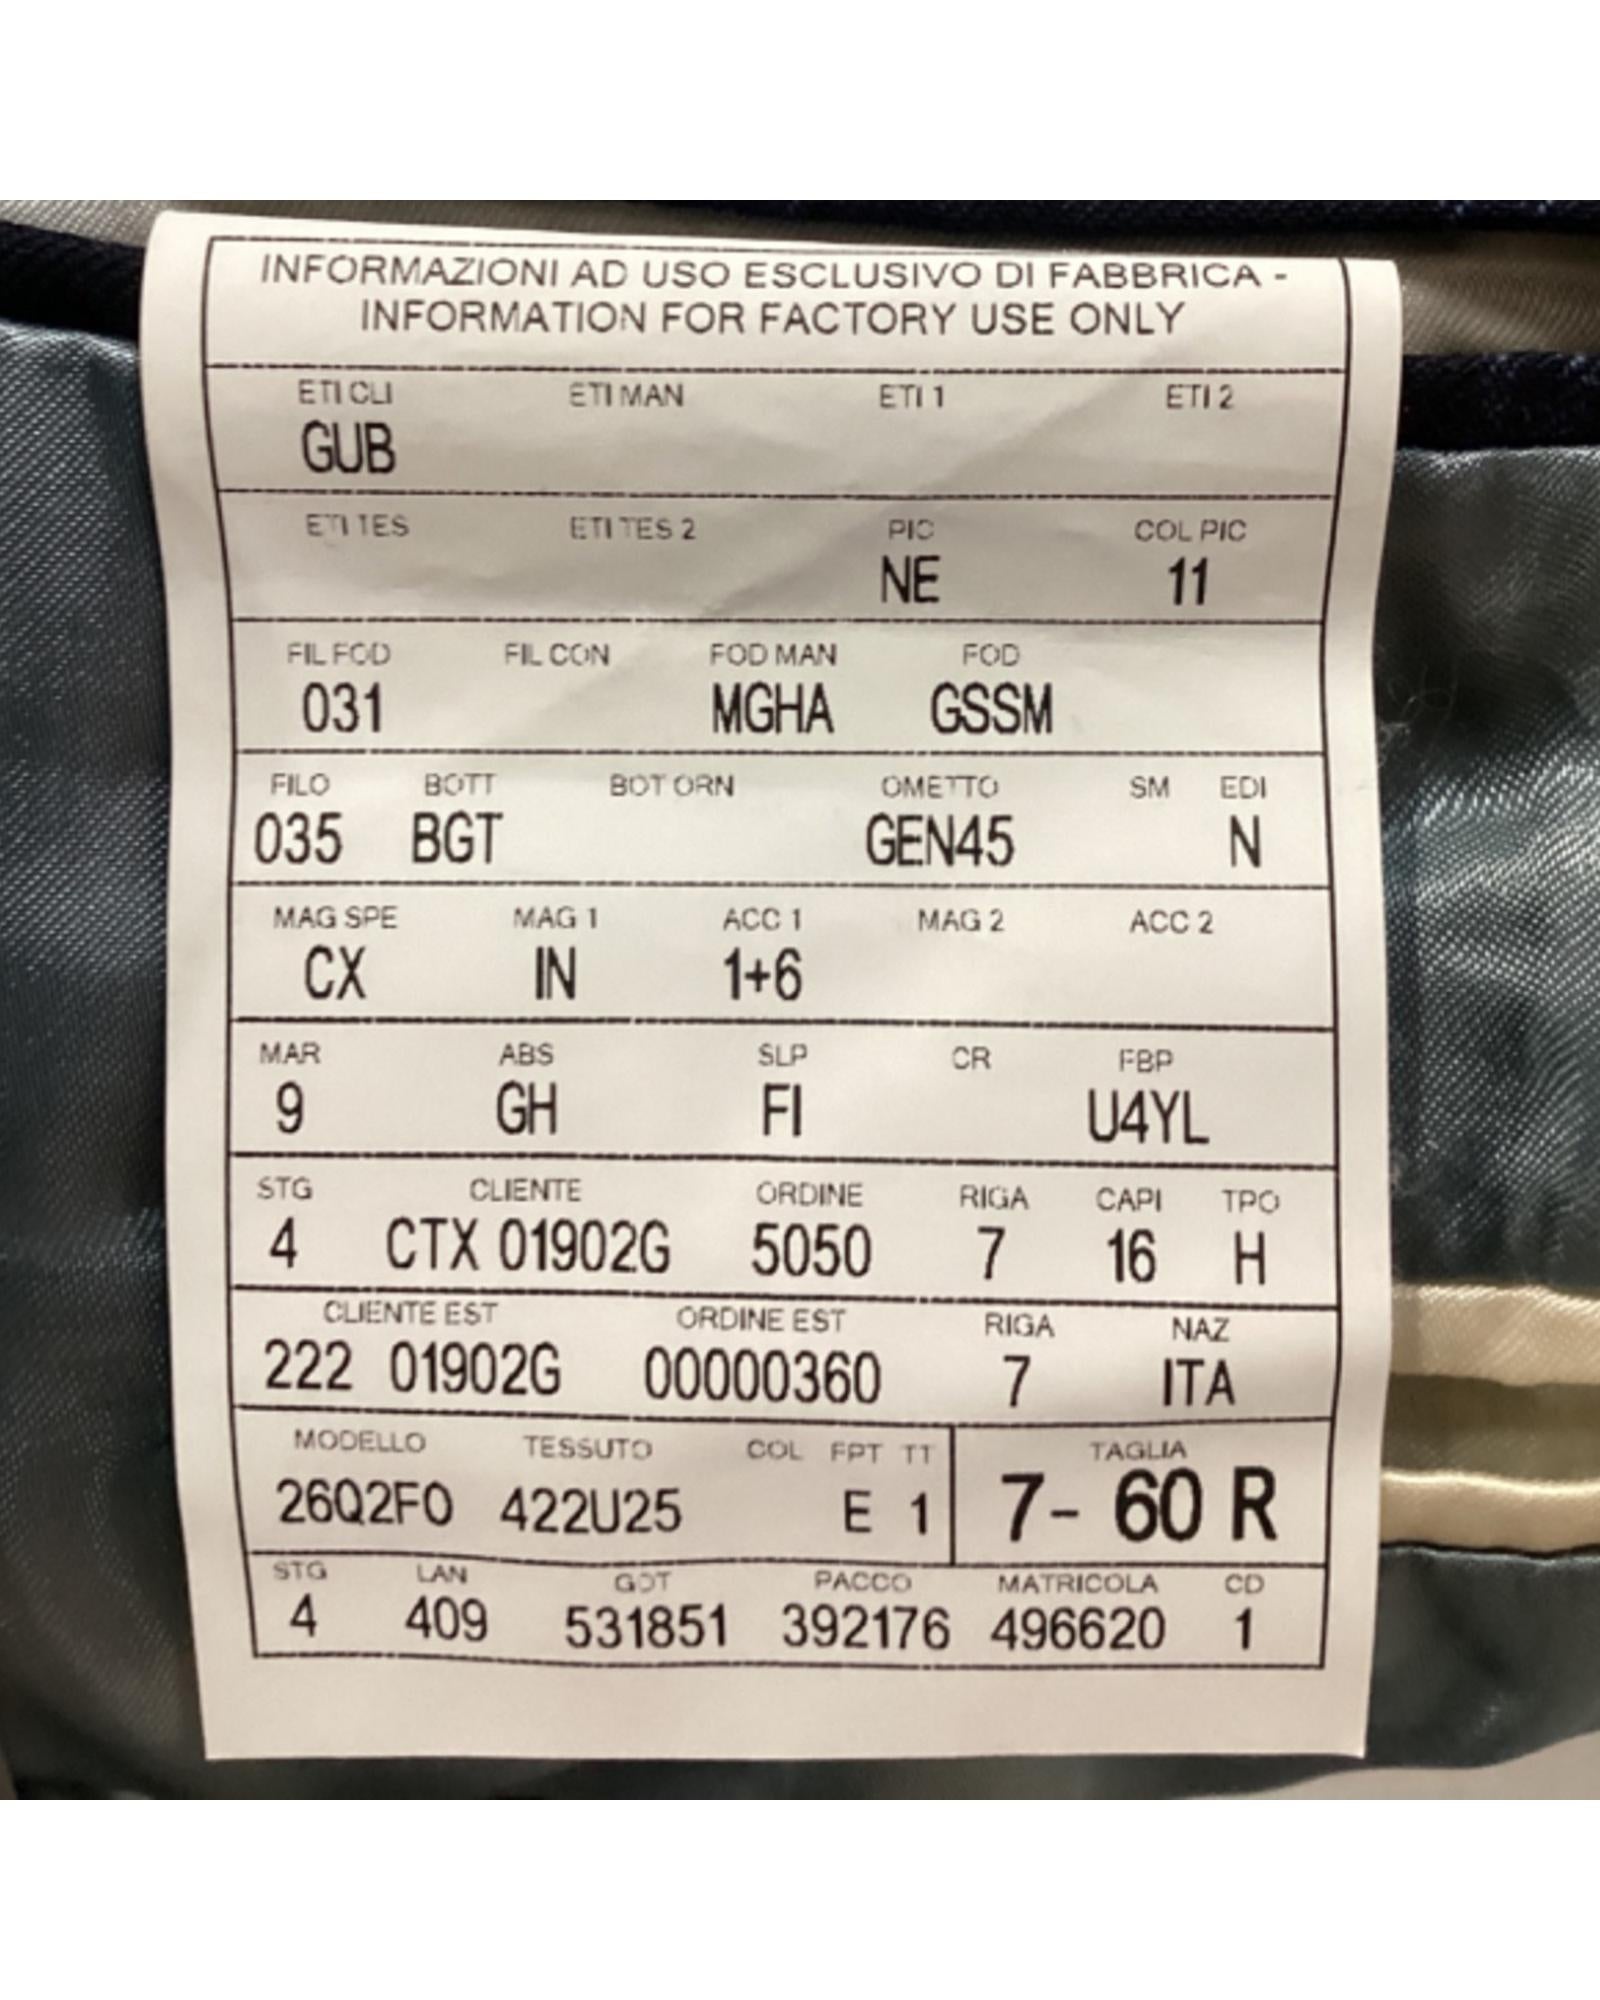 INFORMAZIONI AD USO ESCLUSIVO DI FABBRICA -
INFORMATION FOR FACTORY USE ONLY
ETI CLI ETI MAN ETI 1 ETI 2
GUB
ETI TES ETI TES 2 PIC COL PIC
NE 11
FIL FOD FIL CON FOD MAN FOD
031 MGHA GSSM
FILO BOTT BOT ORN OMETTO SM EDI
035 BGT GEN45 N
MAG SPE MAG 1 ACC 1 MAG 2 ACC 2
CX IN 1+6
MAR ABS SLP CR FBP
9 GH FI U4YL
STG CLIENTE ORDINE RIGA CAPI TPO
4 CTX 01902G 5050 7 16 H
CLIENTE EST ORDINE EST RIGA NAZ
222 01902G 00000360 7 ITA
MODELLO TESSUTO COL FPT TT TAGLIA
26Q2FO 422U25 E 1 7- 60 R
STG LAN GOT PACCO MATRICOLA CD
4 409 531851 392176 496620 1